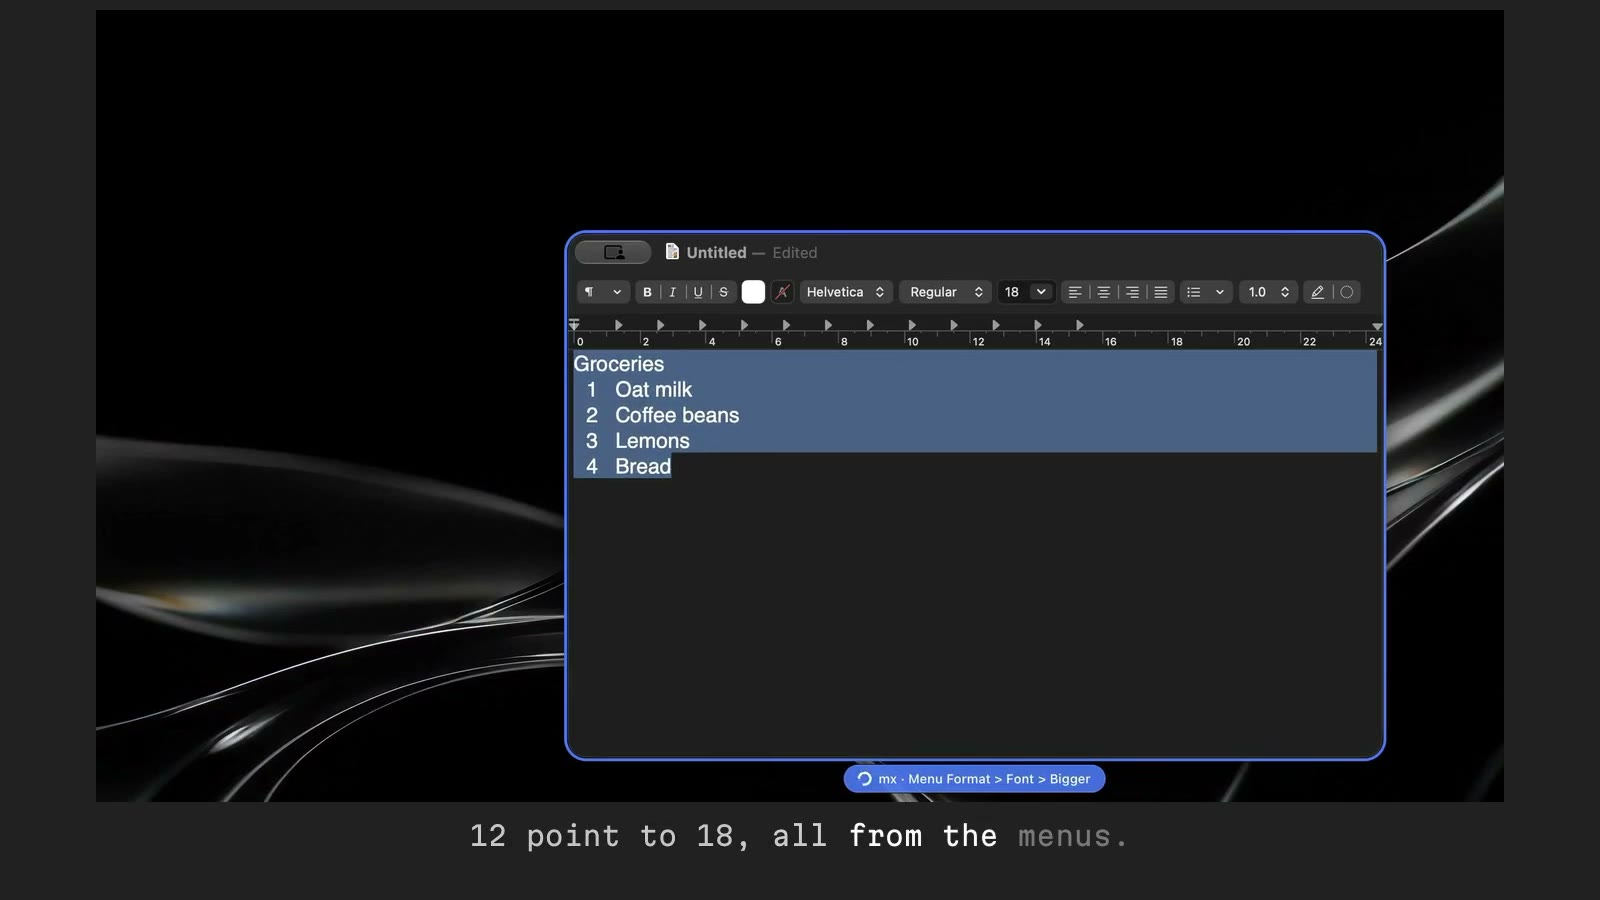 Untitled — Edited
¶ B I U S A Helvetica Regular 18 1.0
0 2 4 6 8 10 12 14 16 18 20 22 24
Groceries
1 Oat milk
2 Coffee beans
3 Lemons
4 Bread
mx · Menu Format > Font > Bigger
12 point to 18, all from the menus.